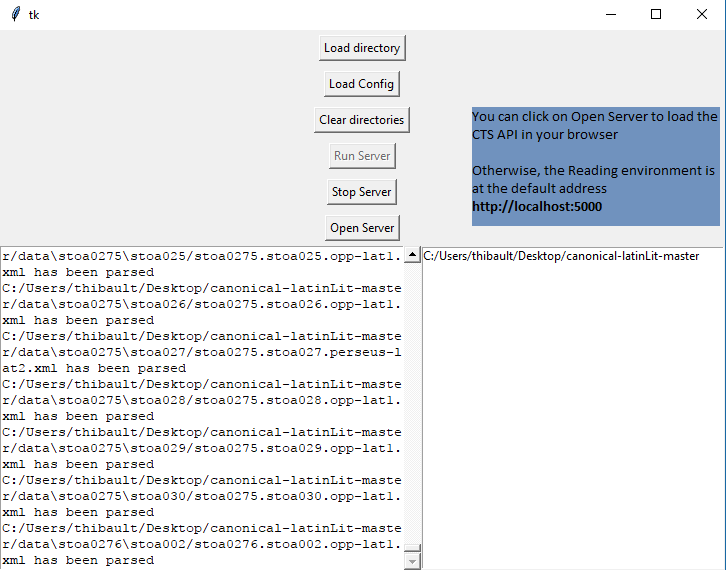 tk
Load directory
Load Config
Clear directories
Run Server
Stop Server
Open Server
You can click on Open Server to load the
CTS API in your browser
Otherwise, the Reading environment is
at the default address
http://localhost:5000
r/data\stoa0275\stoa025/stoa0275.stoa025.opp-lat1.
xml has been parsed
C:/Users/thibault/Desktop/canonical-latinLit-maste
r/data\stoa0275\stoa026/stoa0275.stoa026.opp-lat1.
xml has been parsed
C:/Users/thibault/Desktop/canonical-latinLit-maste
r/data\stoa0275\stoa027/stoa0275.stoa027.perseus-l
at2.xml has been parsed
C:/Users/thibault/Desktop/canonical-latinLit-maste
r/data\stoa0275\stoa028/stoa0275.stoa028.opp-lat1.
xml has been parsed
C:/Users/thibault/Desktop/canonical-latinLit-maste
r/data\stoa0275\stoa029/stoa0275.stoa029.opp-lat1.
xml has been parsed
C:/Users/thibault/Desktop/canonical-latinLit-maste
r/data\stoa0275\stoa030/stoa0275.stoa030.opp-lat1.
xml has been parsed
C:/Users/thibault/Desktop/canonical-latinLit-maste
r/data\stoa0276\stoa002/stoa0276.stoa002.opp-lat1.
xml has been parsed
C:/Users/thibault/Desktop/canonical-latinLit-master